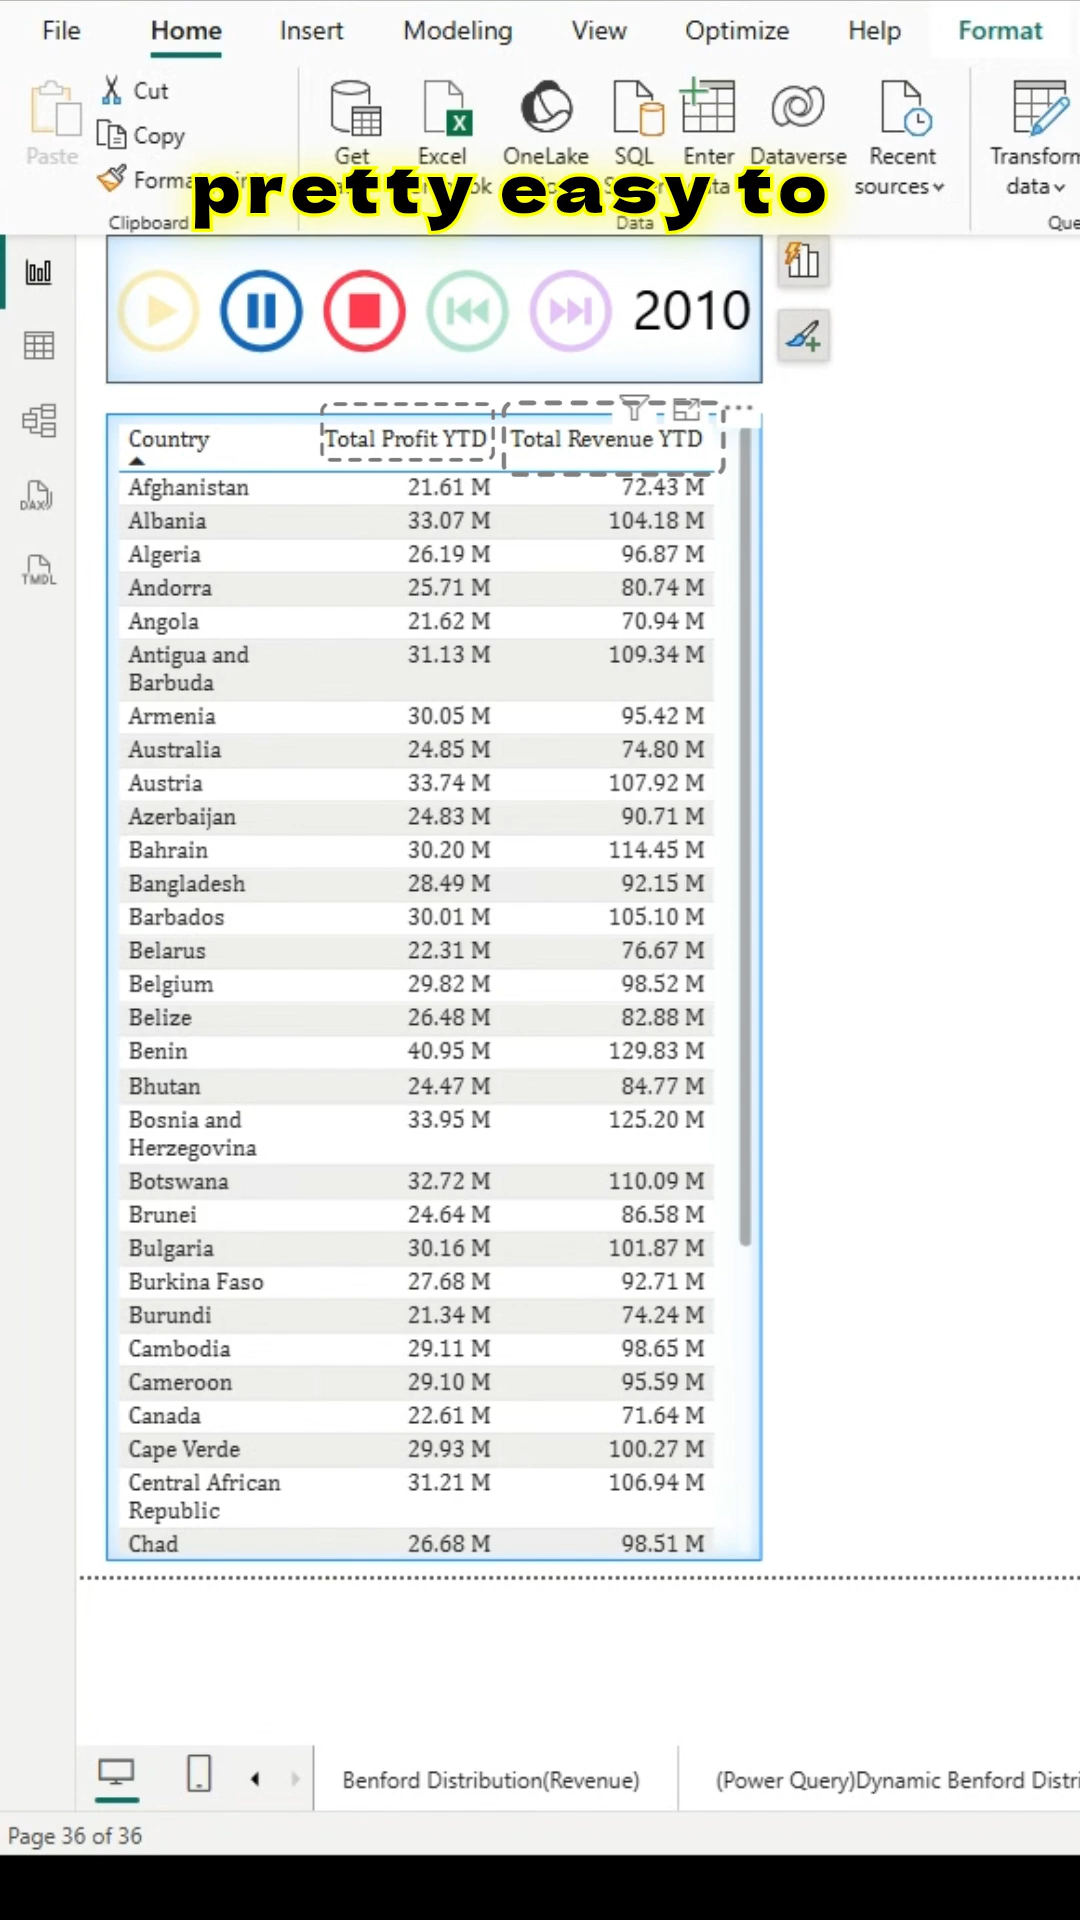 File Home Insert Modeling View Optimize Help Format
Paste
Cut
Copy
Get Excel OneLake SQL Enter Dataverse Recent Transform
sources data
pretty easy to
Clipboard Data
2010
Country Total Profit YTD Total Revenue YTD
Afghanistan 21.61 M 72.43 M
Albania 33.07 M 104.18 M
Algeria 26.19 M 96.87 M
Andorra 25.71 M 80.74 M
Angola 21.62 M 70.94 M
Antigua and 31.13 M 109.34 M
Barbuda
Armenia 30.05 M 95.42 M
Australia 24.85 M 74.80 M
Austria 33.74 M 107.92 M
Azerbaijan 24.83 M 90.71 M
Bahrain 30.20 M 114.45 M
Bangladesh 28.49 M 92.15 M
Barbados 30.01 M 105.10 M
Belarus 22.31 M 76.67 M
Belgium 29.82 M 98.52 M
Belize 26.48 M 82.88 M
Benin 40.95 M 129.83 M
Bhutan 24.47 M 84.77 M
Bosnia and 33.95 M 125.20 M
Herzegovina
Botswana 32.72 M 110.09 M
Brunei 24.64 M 86.58 M
Bulgaria 30.16 M 101.87 M
Burkina Faso 27.68 M 92.71 M
Burundi 21.34 M 74.24 M
Cambodia 29.11 M 98.65 M
Cameroon 29.10 M 95.59 M
Canada 22.61 M 71.64 M
Cape Verde 29.93 M 100.27 M
Central African 31.21 M 106.94 M
Republic
Chad 26.68 M 98.51 M
DAX
TMDL
Benford Distribution(Revenue) (Power Query)Dynamic Benford Distri
Page 36 of 36